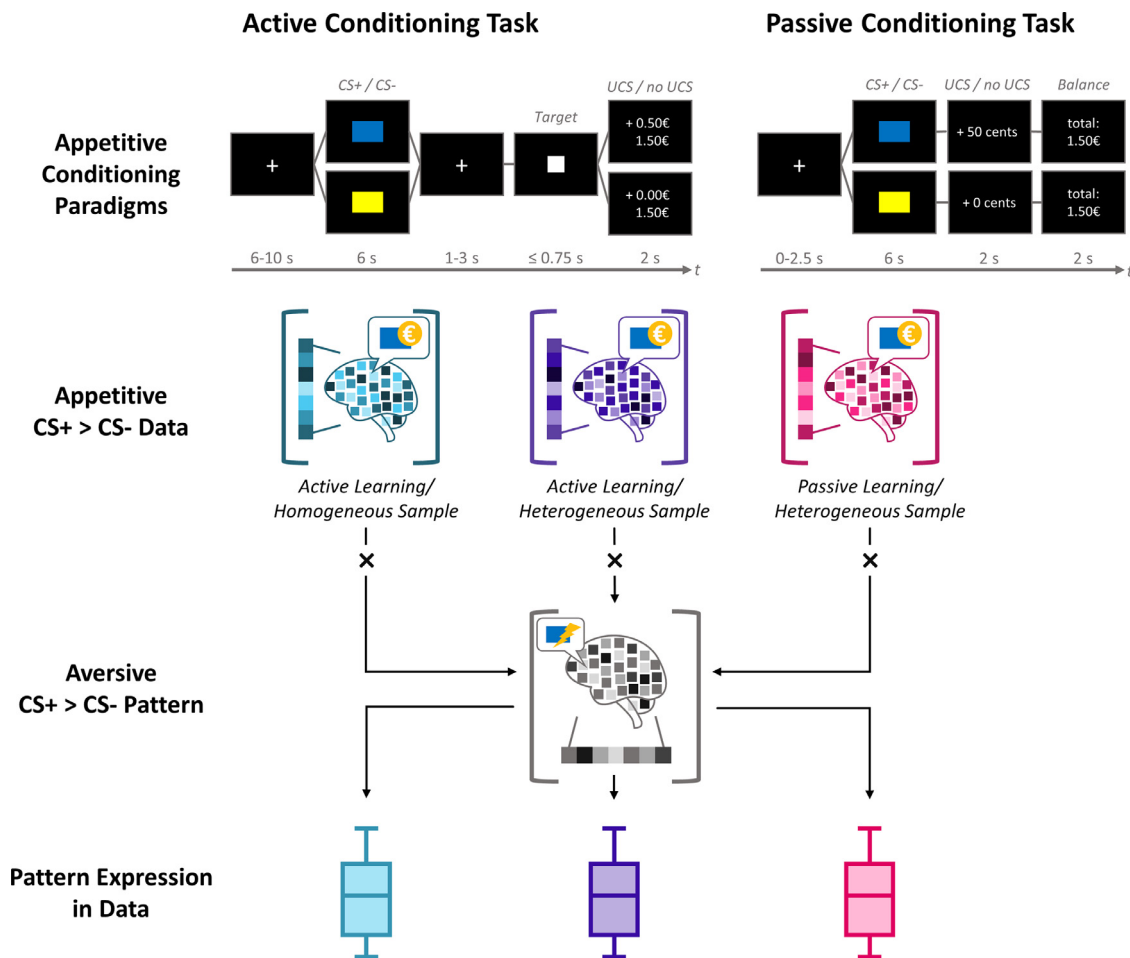 Active Conditioning Task
Passive Conditioning Task
Appetitive
Conditioning
Paradigms
CS+ / CS-
Target
UCS / no UCS
+
+
+ 0.50€
1.50€
+ 0.00€
1.50€
6-10 s
6 s
1-3 s
≤ 0.75 s
2 s
t
CS+ / CS-
UCS / no UCS
Balance
+
+ 50 cents
total:
1.50€
+ 0 cents
total:
1.50€
0-2.5 s
6 s
2 s
2 s
t
Appetitive
CS+ > CS- Data
€
€
€
Active Learning/
Homogeneous Sample
Active Learning/
Heterogeneous Sample
Passive Learning/
Heterogeneous Sample
×
×
×
Aversive
CS+ > CS- Pattern
Pattern Expression
in Data